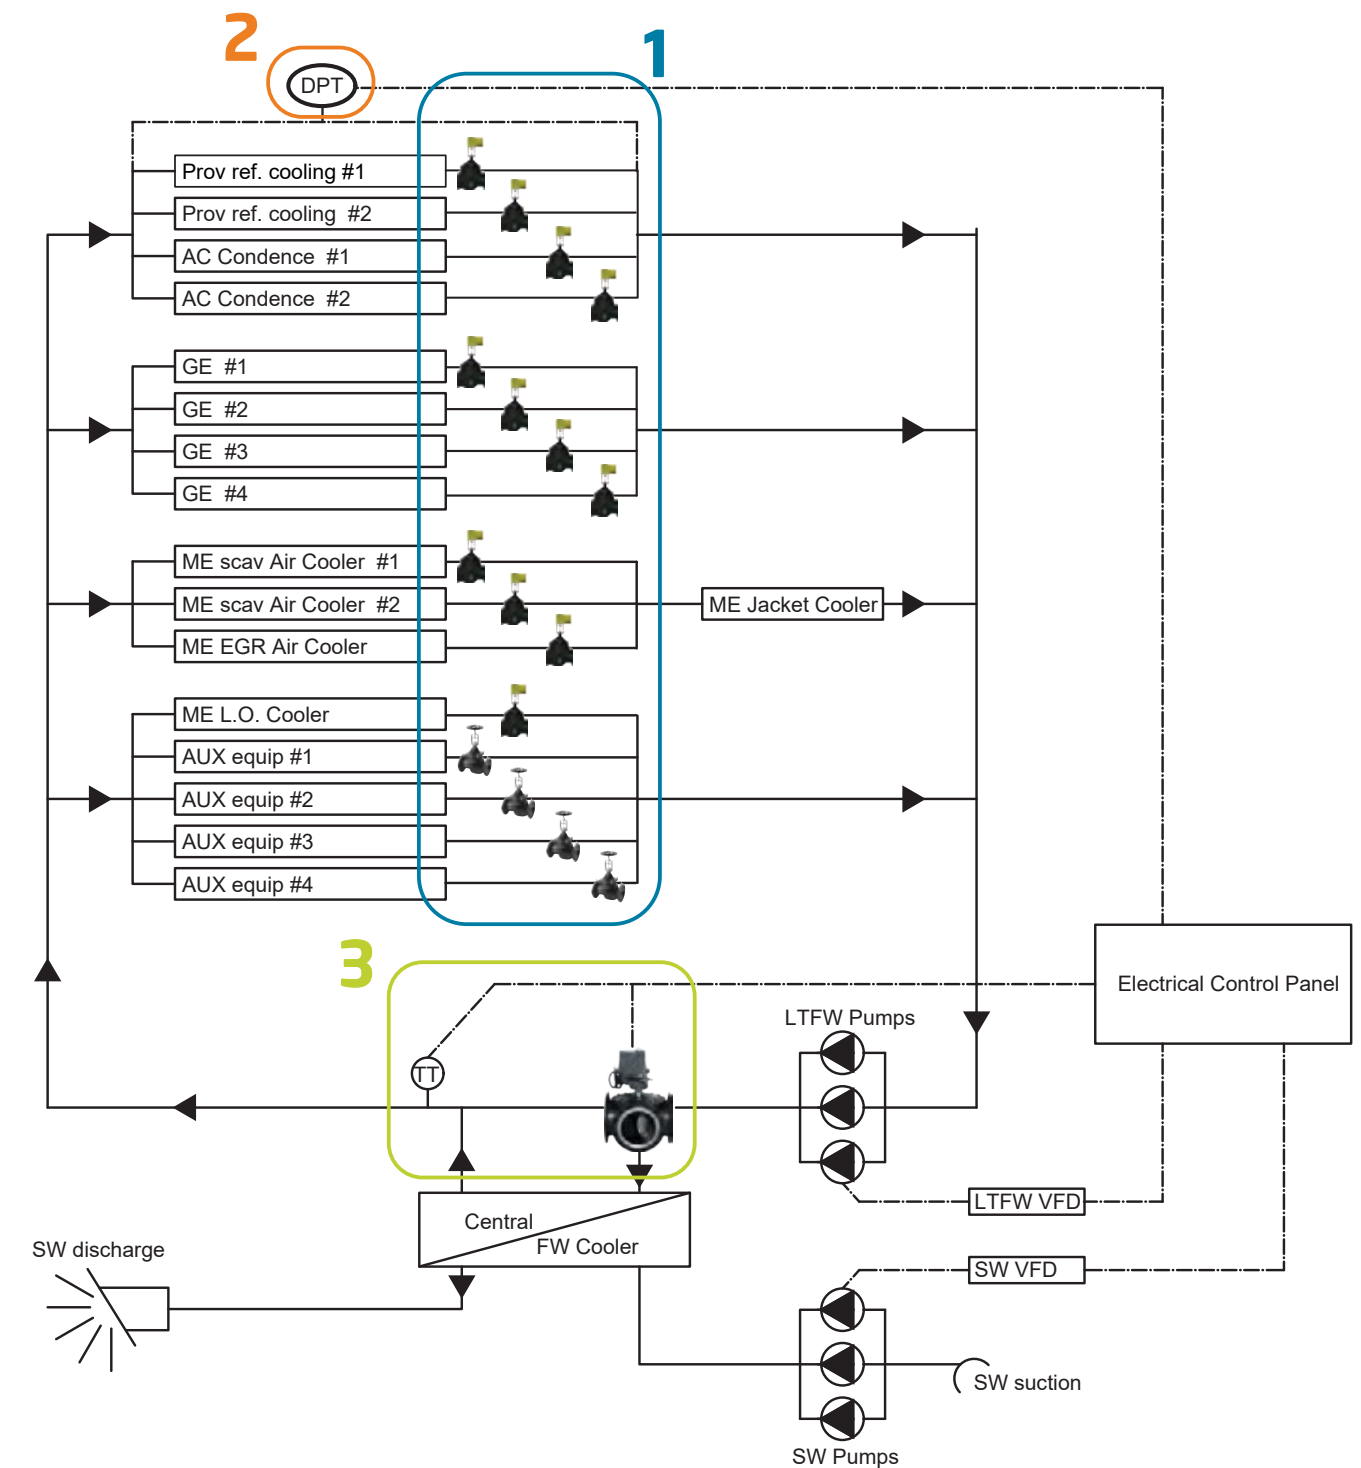 2
1
DPT
Prov ref. cooling #1
Prov ref. cooling #2
AC Condence #1
AC Condence #2
GE #1
GE #2
GE #3
GE #4
ME scav Air Cooler #1
ME scav Air Cooler #2
ME Jacket Cooler
ME EGR Air Cooler
ME L.O. Cooler
AUX equip #1
AUX equip #2
AUX equip #3
AUX equip #4
3
Electrical Control Panel
LTFW Pumps
TT
LTFW VFD
Central
FW Cooler
SW discharge
SW VFD
SW suction
SW Pumps